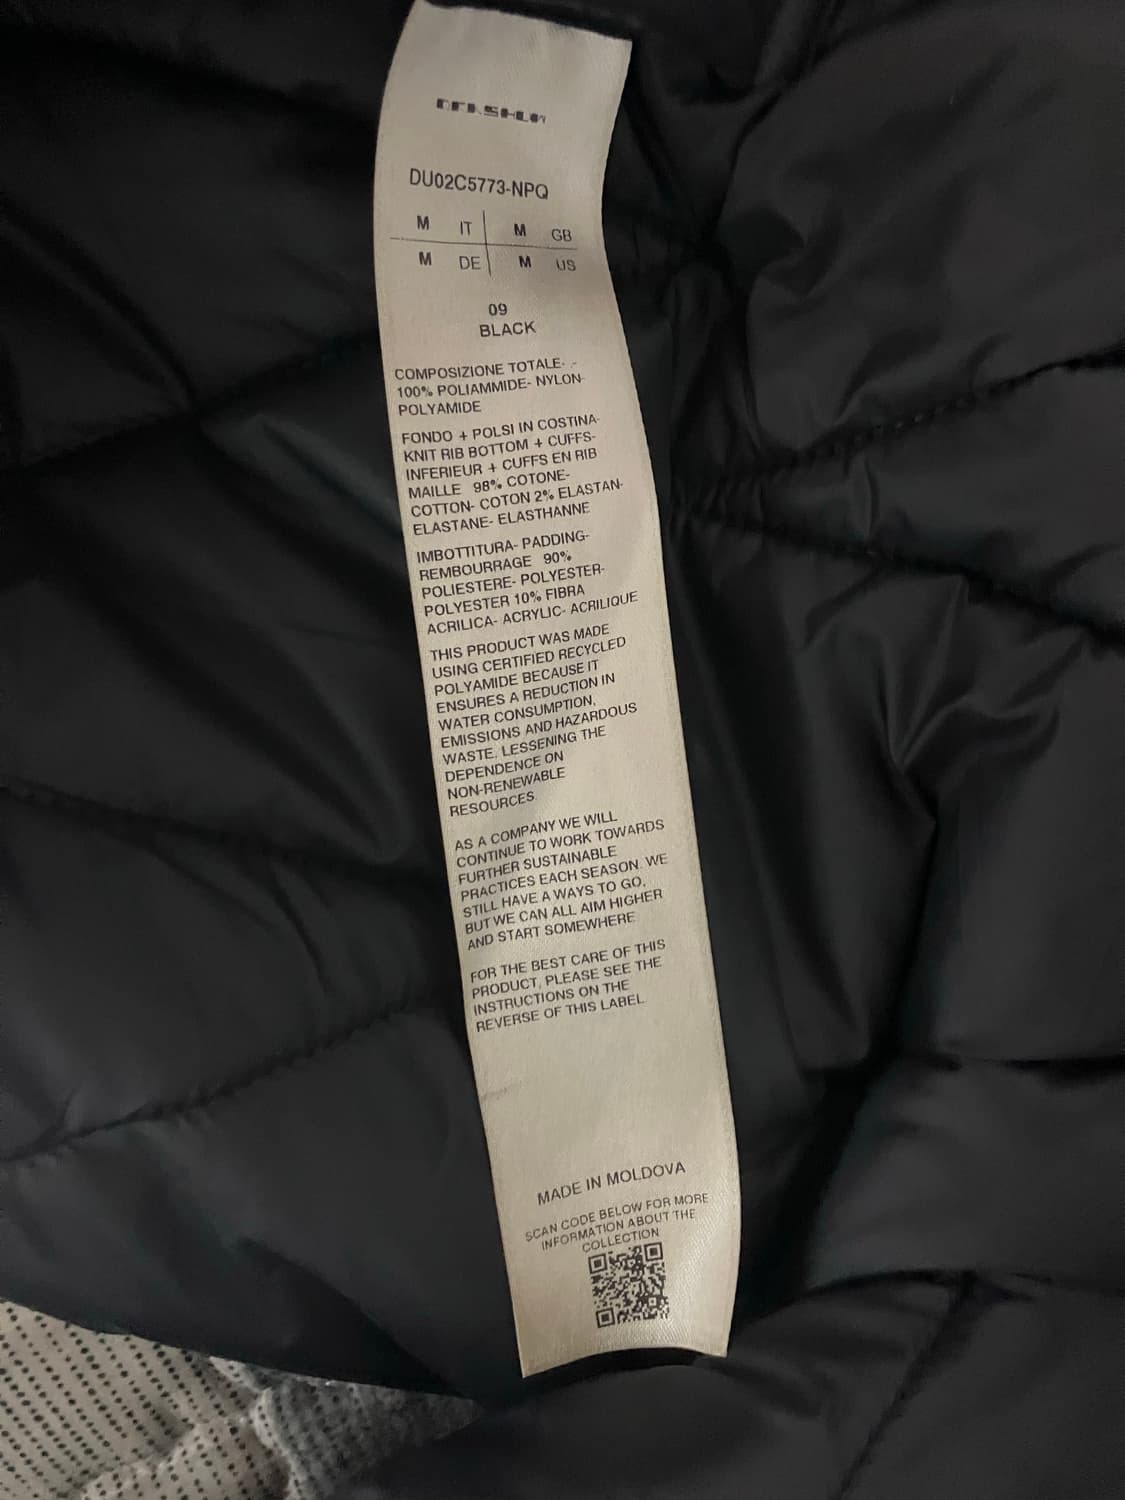 DU02C5773-NPQ
M IT M GB
M DE M US
09
BLACK
COMPOSIZIONE TOTALE- -
100% POLIAMMIDE- NYLON-
POLYAMIDE
FONDO + POLSI IN COSTINA-
KNIT RIB BOTTOM + CUFFS-
INFERIEUR + CUFFS EN RIB
MAILLE 98% COTONE-
COTTON- COTON 2% ELASTAN-
ELASTANE- ELASTHANNE
IMBOTTITURA- PADDING-
REMBOURRAGE 90%
POLIESTERE- POLYESTER-
POLYESTER 10% FIBRA
ACRILICA- ACRYLIC- ACRILIQUE
THIS PRODUCT WAS MADE
USING CERTIFIED RECYCLED
POLYAMIDE BECAUSE IT
ENSURES A REDUCTION IN
WATER CONSUMPTION,
EMISSIONS AND HAZARDOUS
WASTE, LESSENING THE
DEPENDENCE ON
NON-RENEWABLE
RESOURCES
AS A COMPANY WE WILL
CONTINUE TO WORK TOWARDS
FURTHER SUSTAINABLE
PRACTICES EACH SEASON. WE
STILL HAVE A WAYS TO GO,
BUT WE CAN ALL AIM HIGHER
AND START SOMEWHERE
FOR THE BEST CARE OF THIS
PRODUCT, PLEASE SEE THE
INSTRUCTIONS ON THE
REVERSE OF THIS LABEL
MADE IN MOLDOVA
SCAN CODE BELOW FOR MORE
INFORMATION ABOUT THE
COLLECTION